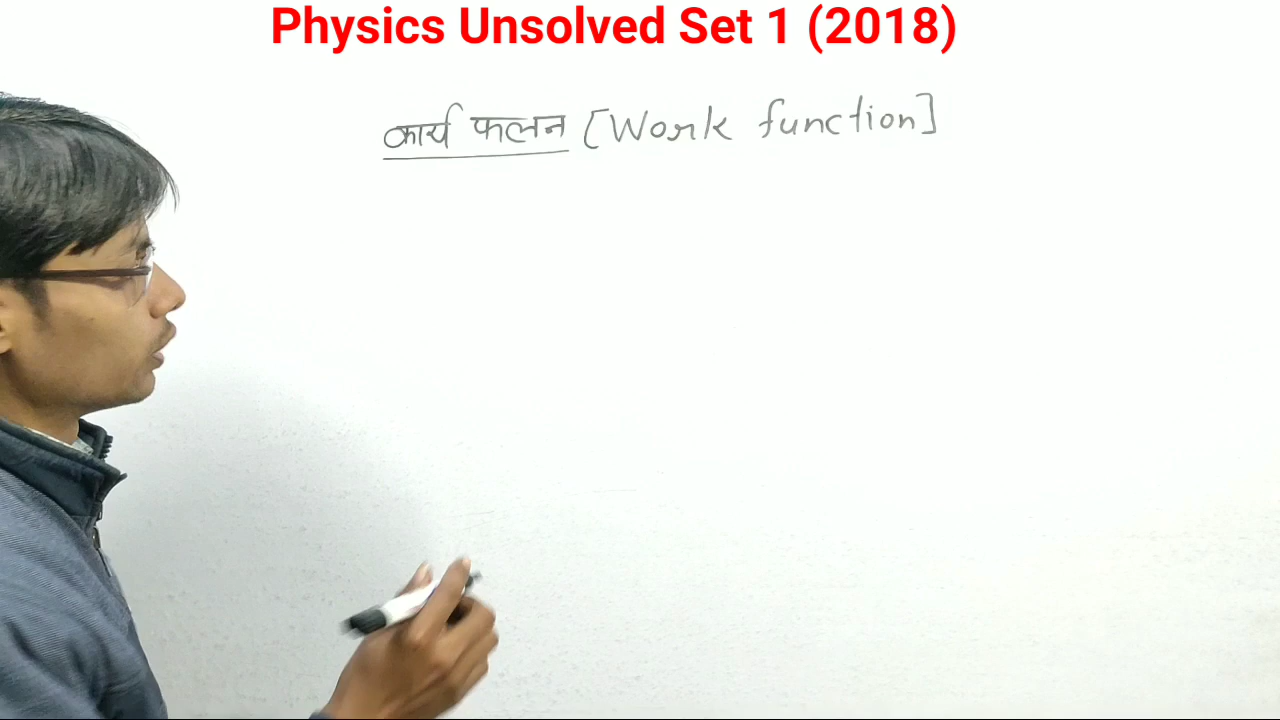 Physics Unsolved Set 1 (2018)
कार्य फलन [Work function]